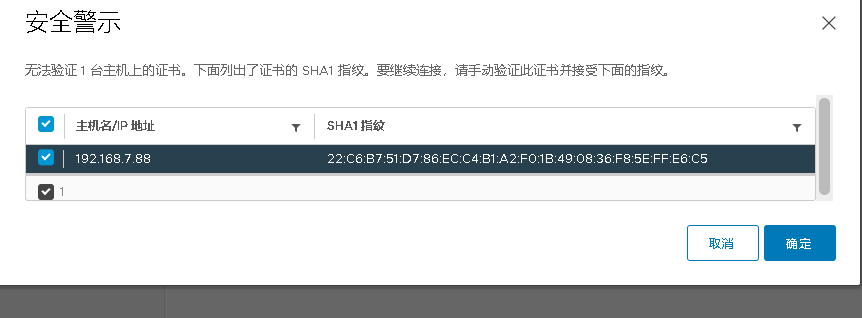 安全警示
无法验证 1 台主机上的证书。下面列出了证书的 SHA1 指纹。要继续连接，请手动验证此证书并接受下面的指纹。
主机名/IP 地址 SHA1 指纹
192.168.7.88 22:C6:B7:51:D7:86:EC:C4:B1:A2:F0:1B:49:08:36:F8:5E:FF:E6:C5
1
取消 确定